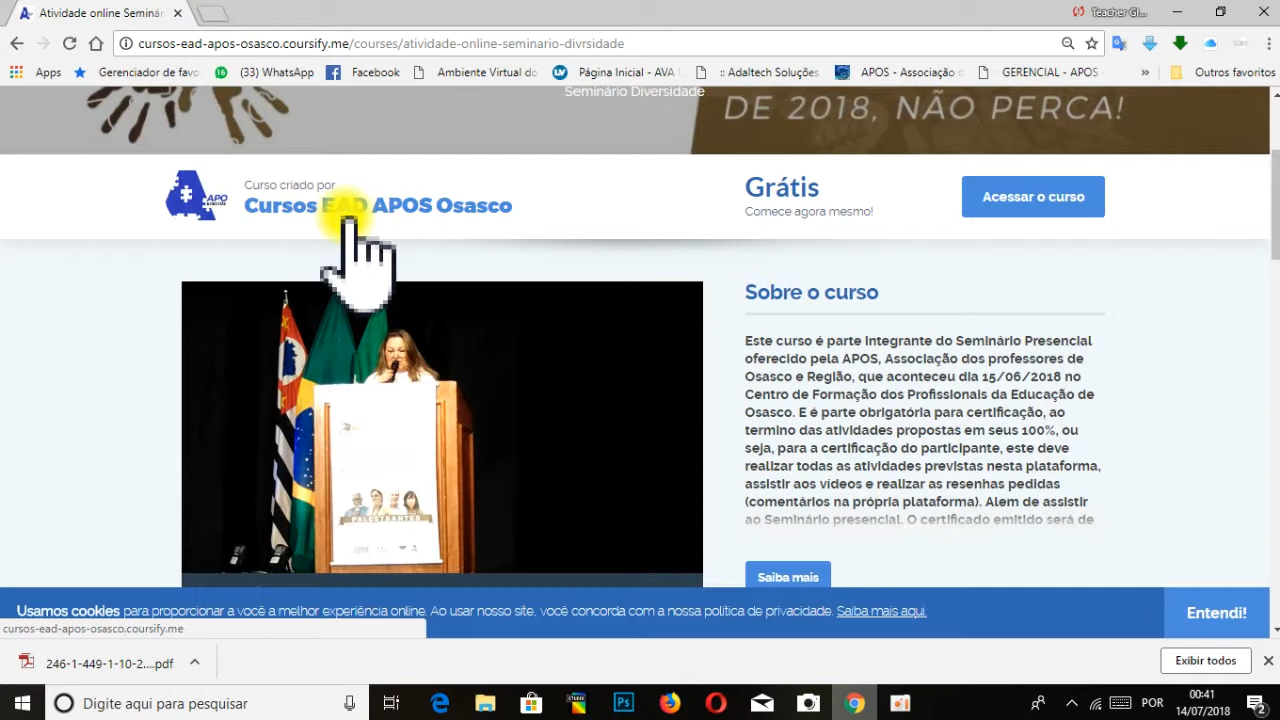 Atividade online Seminár
Teacher Gl...
cursos-ead-apos-osasco.coursify.me/courses/atividade-online-seminario-divrsidade
Apps
Gerenciador de favo
16
(33) WhatsApp
Facebook
Ambiente Virtual do
Página Inicial - AVA U
:: Adaltech Soluções
APOS - Associação d
GERENCIAL - APOS
»
Outros favoritos
Seminário Diversidade
DE 2018, NÃO PERCA!
Curso criado por
Cursos EAD APOS Osasco
Grátis
Comece agora mesmo!
Acessar o curso
Sobre o curso
Este curso é parte integrante do Seminário Presencial
oferecido pela APOS, Associação dos professores de
Osasco e Região, que aconteceu dia 15/06/2018 no
Centro de Formação dos Profissionais da Educação de
Osasco. E é parte obrigatória para certificação, ao
termino das atividades propostas em seus 100%, ou
seja, para a certificação do participante, este deve
realizar todas as atividades previstas nesta plataforma,
assistir aos vídeos e realizar as resenhas pedidas
(comentários na própria plataforma). Alem de assistir
ao Seminário presencial. O certificado emitido será de
PALESTRANTES
Saiba mais
Usamos cookies para proporcionar a você a melhor experiência online. Ao usar nosso site, você concorda com a nossa politica de privacidade. Saiba mais aqui.
Entendi!
cursos-ead-apos-osasco.coursify.me
246-1-449-1-10-2....pdf
Exibir todos
Digite aqui para pesquisar
POR
00:41
14/07/2018
2